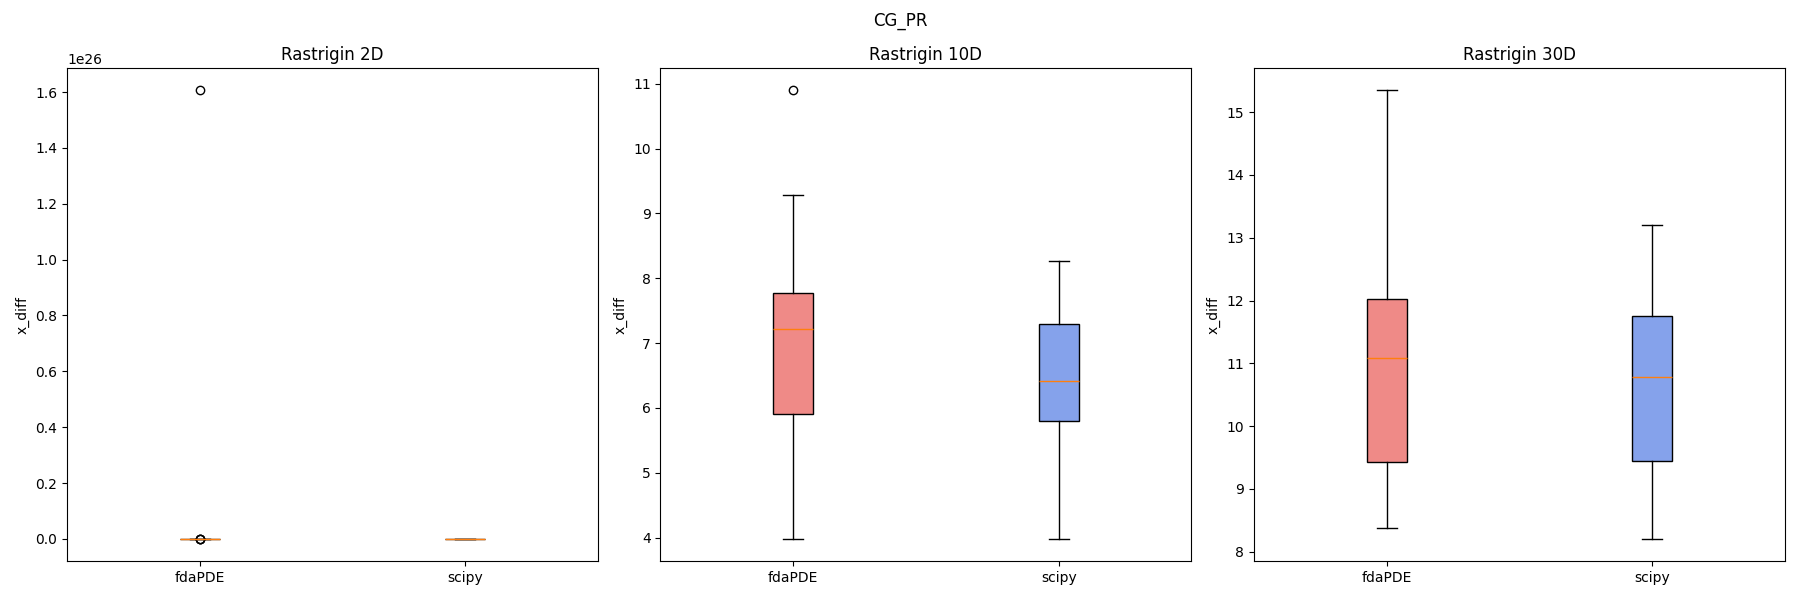 CG_PR
Rastrigin 2D
1e26
1.6
1.4
1.2
1.0
0.8
0.6
0.4
0.2
0.0
x_diff
fdaPDE
scipy
Rastrigin 10D
11
10
9
8
7
6
5
4
x_diff
fdaPDE
scipy
Rastrigin 30D
15
14
13
12
11
10
9
8
x_diff
fdaPDE
scipy